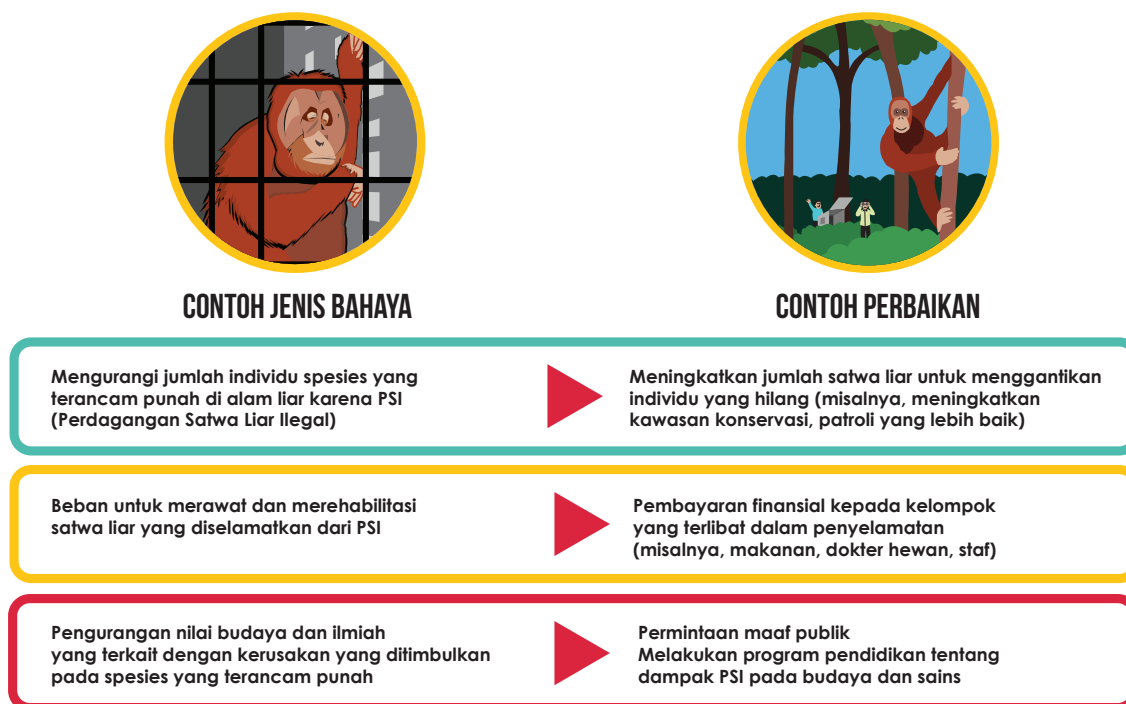 CONTOH JENIS BAHAYA
CONTOH PERBAIKAN
Mengurangi jumlah individu spesies yang
terancam punah di alam liar karena PSI
(Perdagangan Satwa Liar Ilegal)
Meningkatkan jumlah satwa liar untuk menggantikan
individu yang hilang (misalnya, meningkatkan
kawasan konservasi, patroli yang lebih baik)
Beban untuk merawat dan merehabilitasi
satwa liar yang diselamatkan dari PSI
Pembayaran finansial kepada kelompok
yang terlibat dalam penyelamatan
(misalnya, makanan, dokter hewan, staf)
Pengurangan nilai budaya dan ilmiah
yang terkait dengan kerusakan yang ditimbulkan
pada spesies yang terancam punah
Permintaan maaf publik
Melakukan program pendidikan tentang
dampak PSI pada budaya dan sains